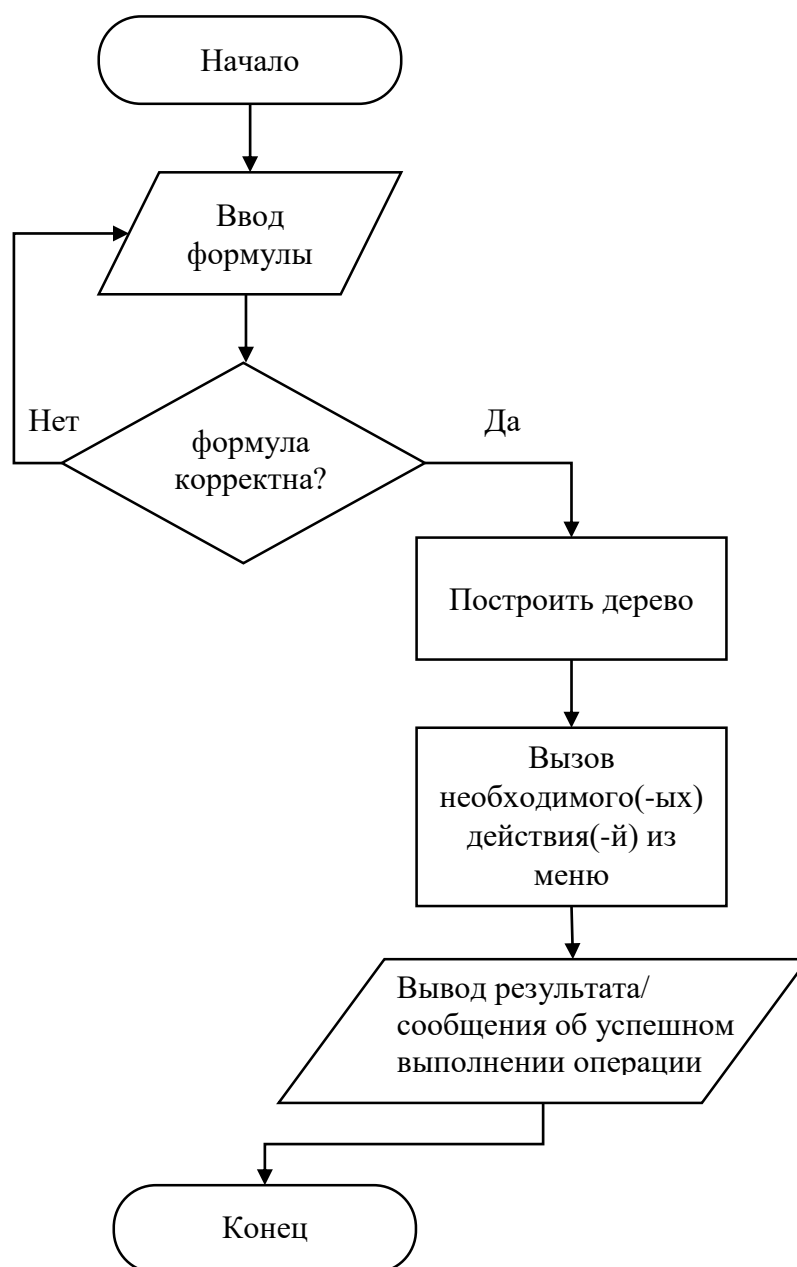 Начало
Ввод
формулы
Нет
Да
формула
корректна?
Построить дерево
Вызов
необходимого(-ых)
действия(-й) из
меню
Вывод результата/
сообщения об успешном
выполнении операции
Конец